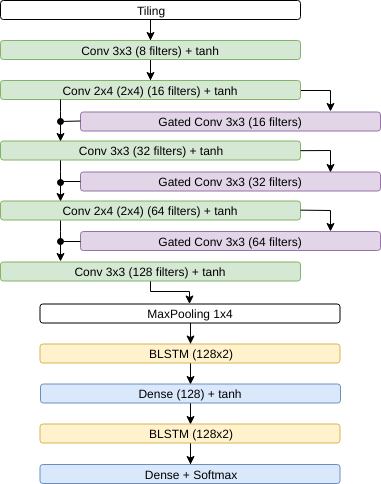 Tiling
Conv 3x3 (8 filters) + tanh
Conv 2x4 (2x4) (16 filters) + tanh
Gated Conv 3x3 (16 filters)
Conv 3x3 (32 filters) + tanh
Gated Conv 3x3 (32 filters)
Conv 2x4 (2x4) (64 filters) + tanh
Gated Conv 3x3 (64 filters)
Conv 3x3 (128 filters) + tanh
MaxPooling 1x4
BLSTM (128x2)
Dense (128) + tanh
BLSTM (128x2)
Dense + Softmax